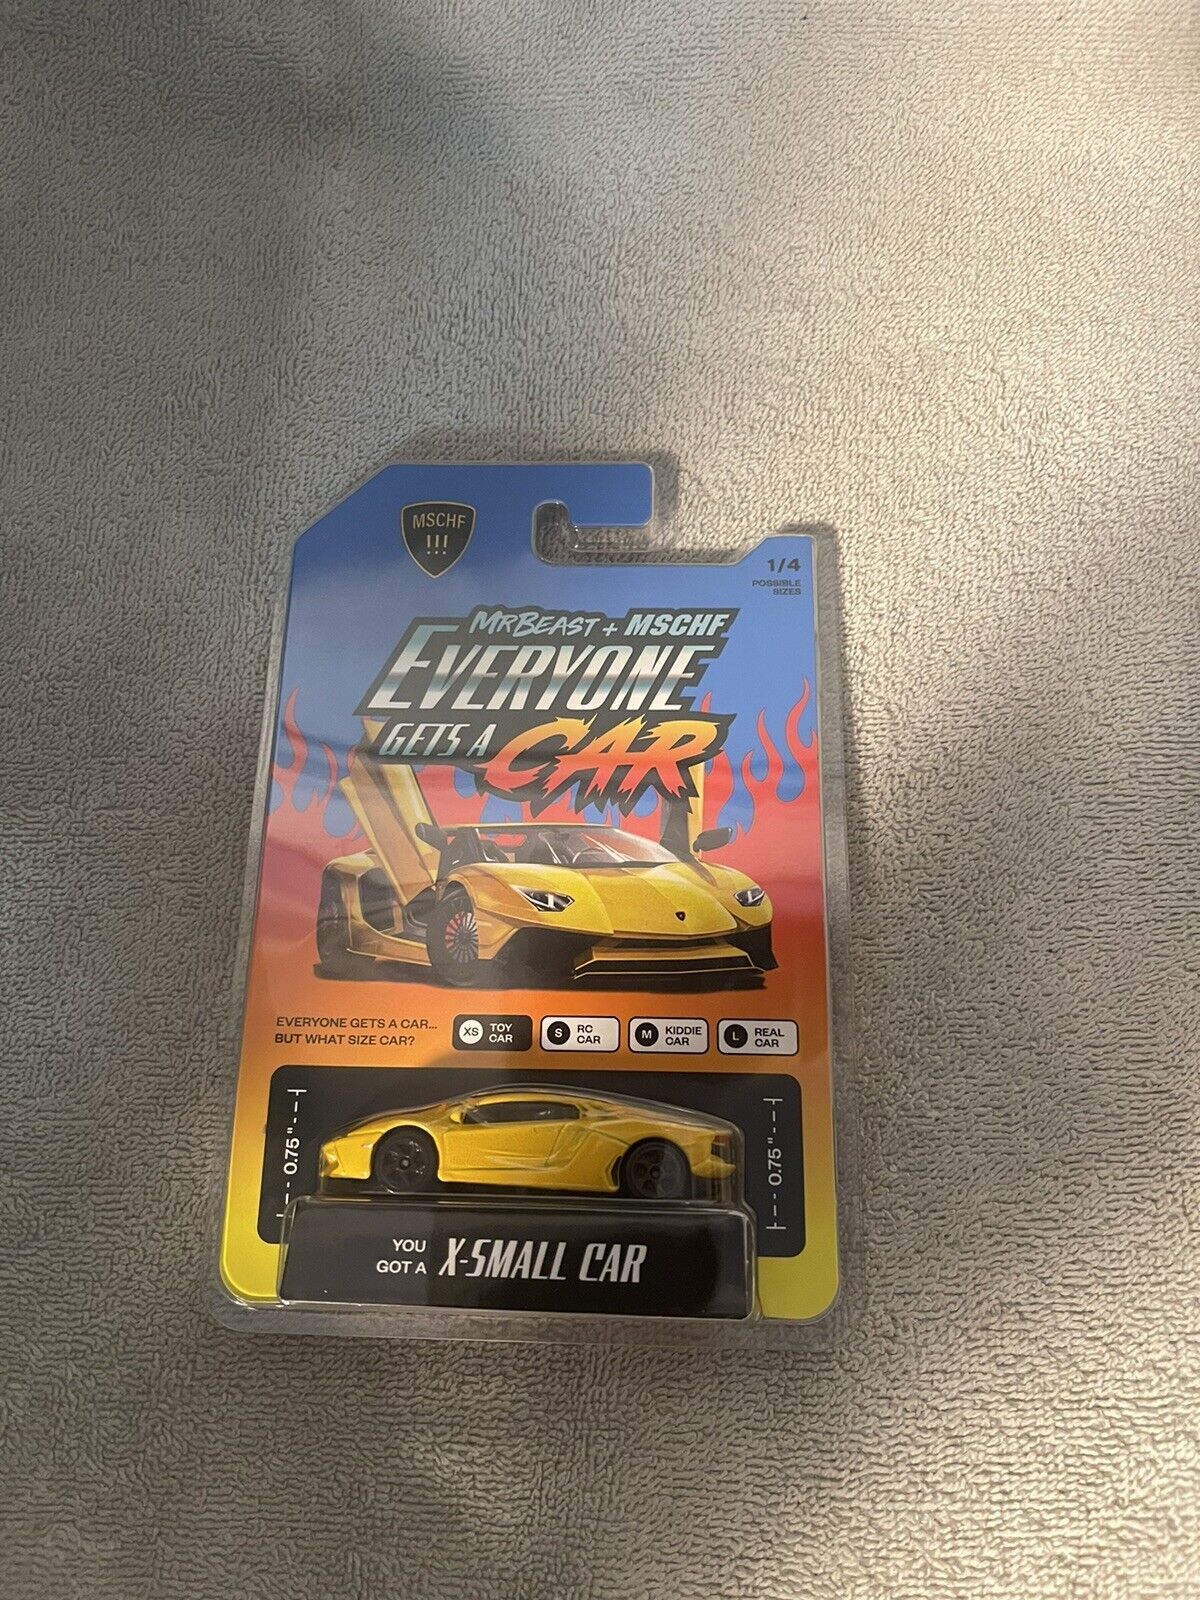 MSCHF
!!!
1/4
POSSIBLE
SIZES
MRBEAST + MSCHF
EVERYONE
GETS A CAR
EVERYONE GETS A CAR...
BUT WHAT SIZE CAR?
XS TOY
CAR
S RC
CAR
M KIDDIE
CAR
L REAL
CAR
0.75"
0.75"
YOU
GOT A X-SMALL CAR